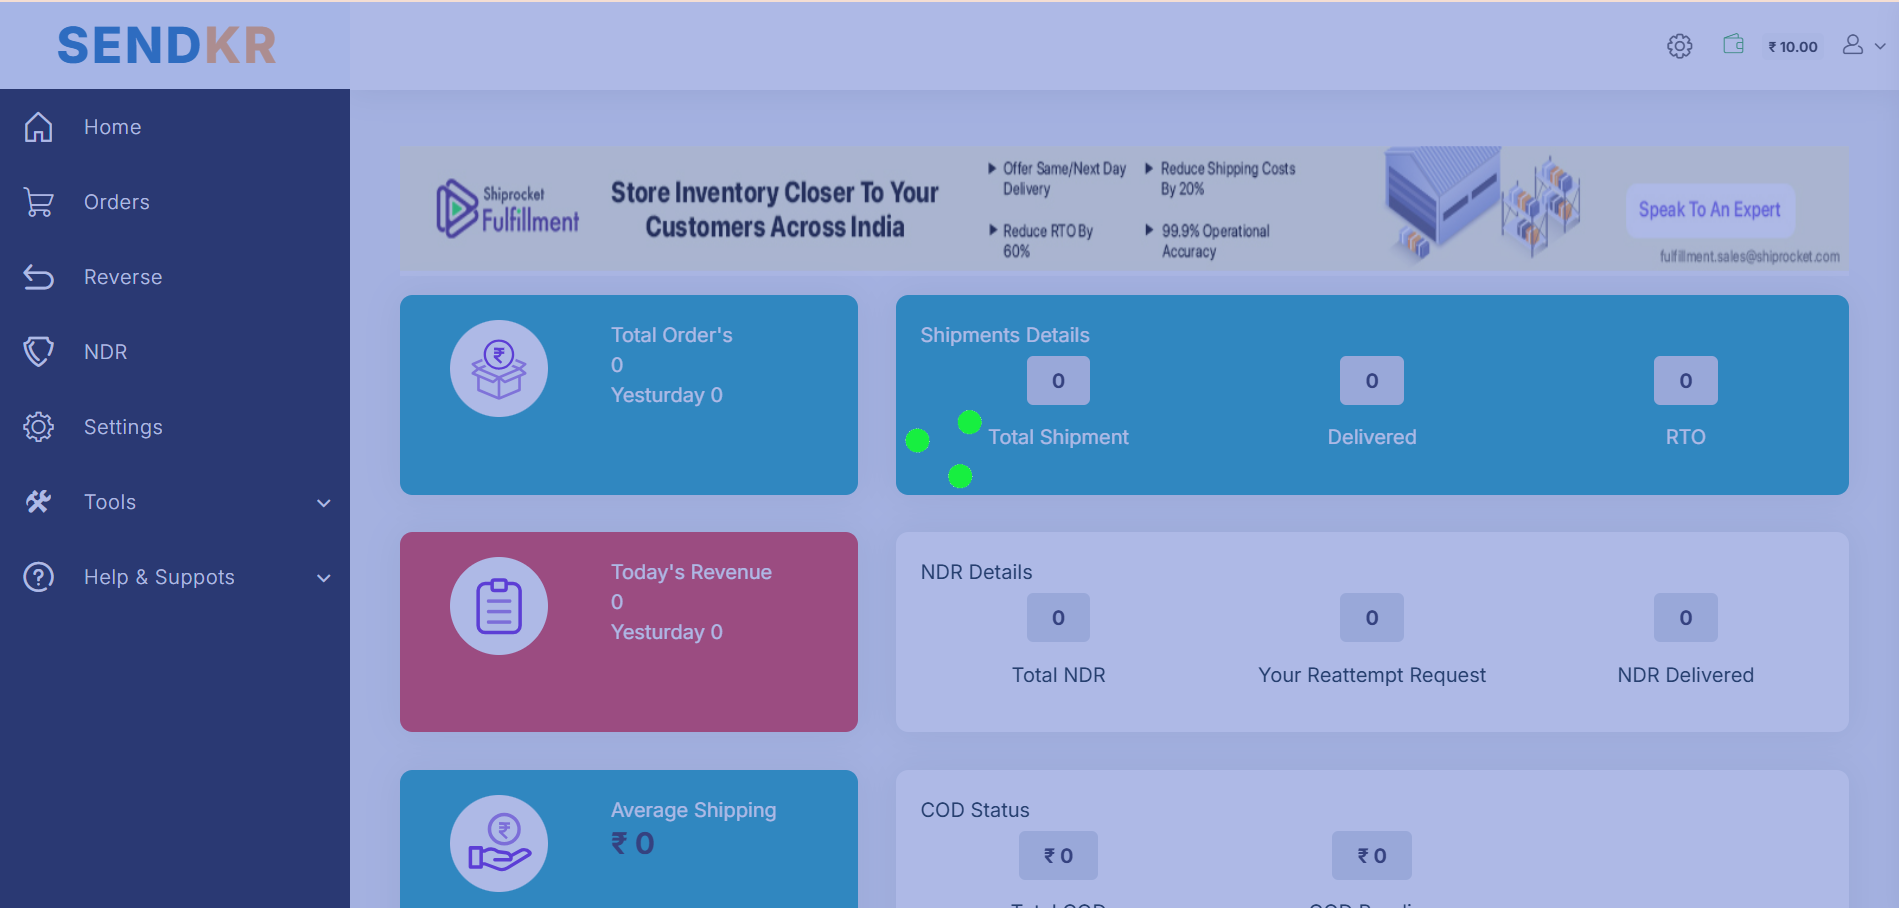 SENDKR
₹ 10.00
Home
Orders
Reverse
NDR
Settings
Tools
Help & Suppots
Shiprocket
Fulfillment
Store Inventory Closer To Your
Customers Across India
Offer Same/Next Day
Delivery
Reduce RTO By
60%
Reduce Shipping Costs
By 20%
99.9% Operational
Accuracy
Speak To An Expert
fulfillment.sales@shiprocket.com
Total Order's
0
Yesturday 0
Shipments Details
0 0 0
Total Shipment Delivered RTO
Today's Revenue
0
Yesturday 0
NDR Details
0 0 0
Total NDR Your Reattempt Request NDR Delivered
Average Shipping
₹ 0
COD Status
₹ 0 ₹ 0
Total COD